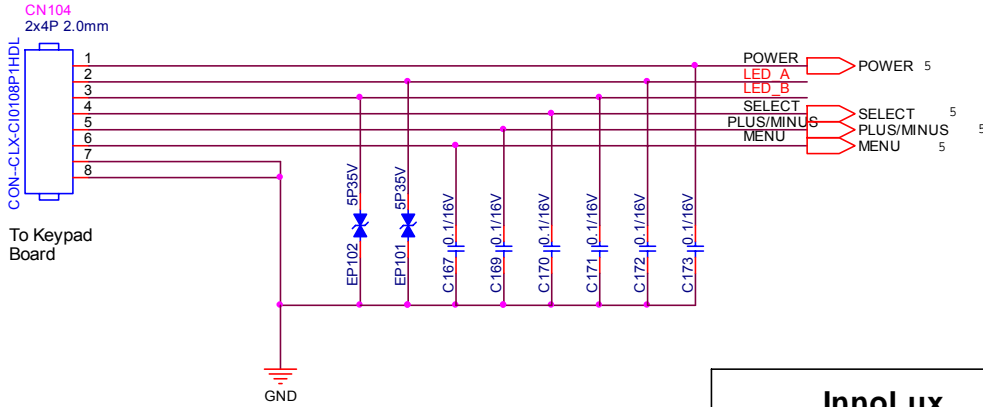 CN104
2x4P 2.0mm
CON--CLX-CI0108P1HDL
1
2
3
4
5
6
7
8
To Keypad
Board
POWER
LED_A
LED_B
SELECT
PLUS/MINUS
MENU
POWER 5
SELECT 5
PLUS/MINUS 5
MENU 5
5P35V
EP102
5P35V
EP101
0.1/16V
C167
0.1/16V
C169
0.1/16V
C170
0.1/16V
C171
0.1/16V
C172
0.1/16V
C173
GND
InnoLux